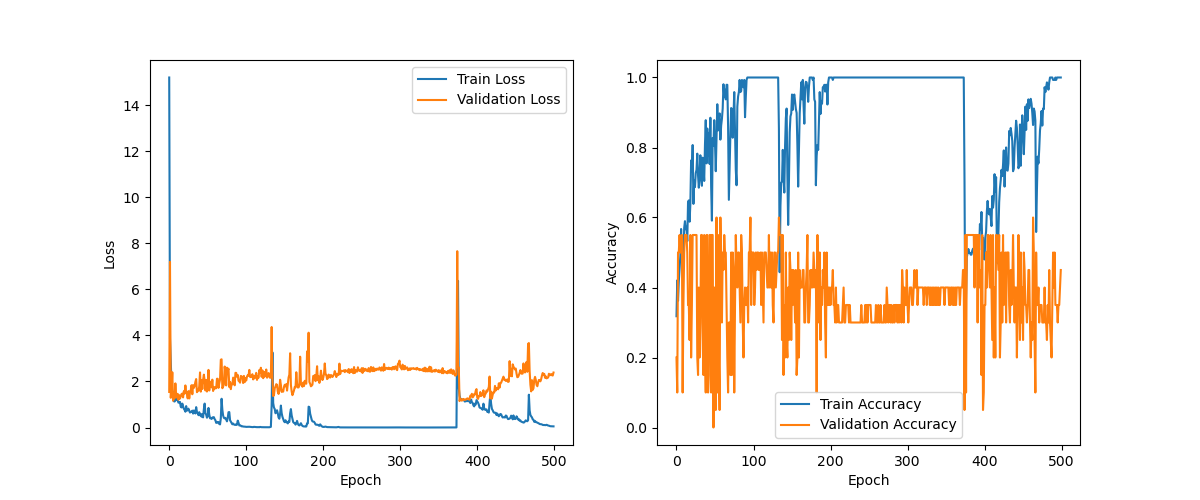 Train Loss
Validation Loss
14
12
10
8
6
4
2
0
Loss
0 100 200 300 400 500
Epoch
1.0
0.8
0.6
0.4
0.2
0.0
Accuracy
Train Accuracy
Validation Accuracy
0 100 200 300 400 500
Epoch